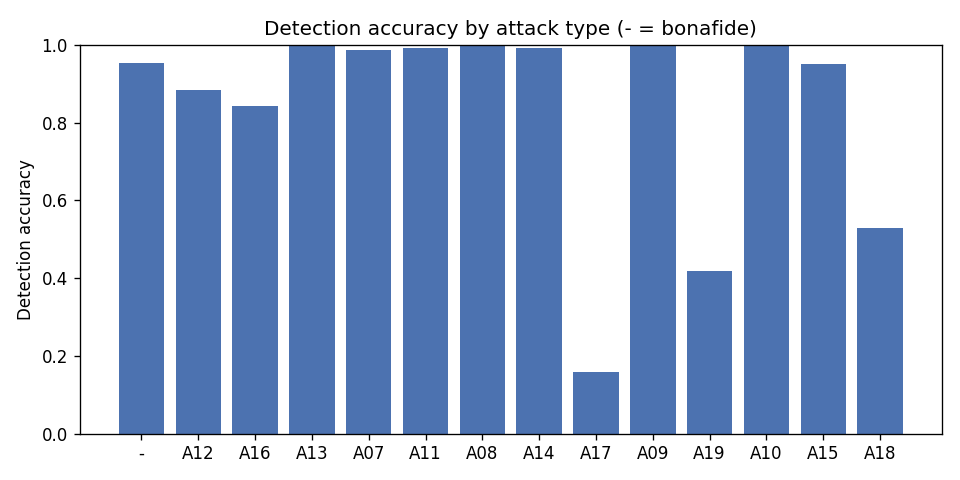 Detection accuracy by attack type (- = bonafide)
Detection accuracy
1.0
0.8
0.6
0.4
0.2
0.0
- A12 A16 A13 A07 A11 A08 A14 A17 A09 A19 A10 A15 A18